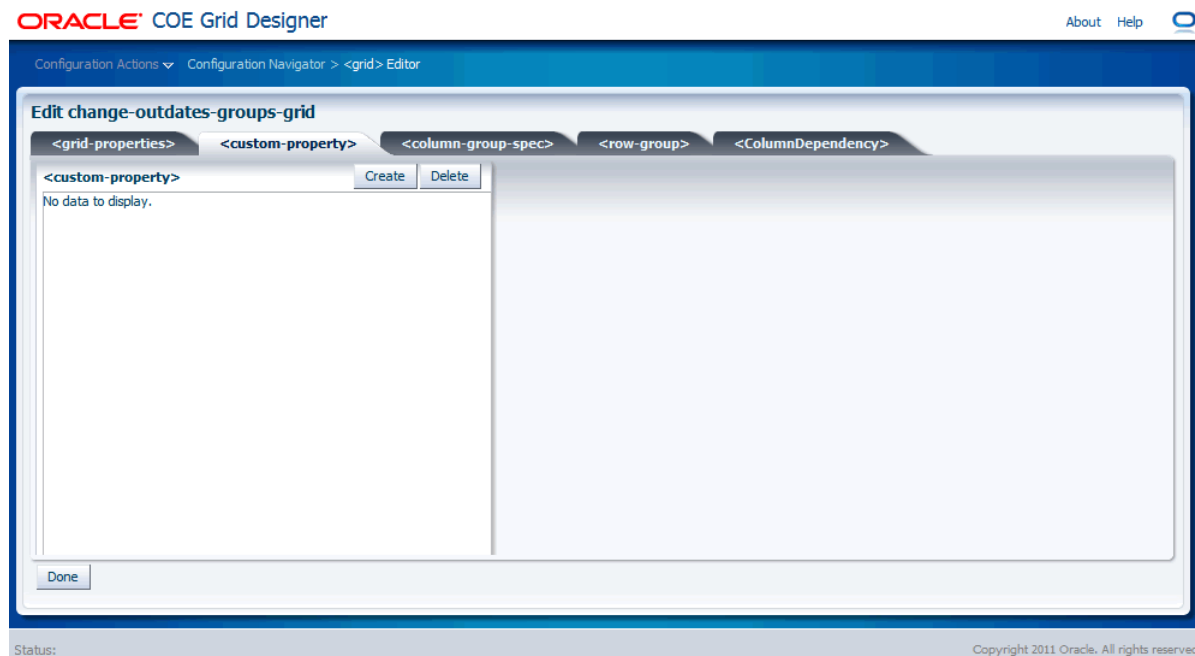 ORACLE COE Grid Designer About Help
Configuration Actions Configuration Navigator > <grid> Editor
Edit change-outdates-groups-grid
<grid-properties> <custom-property> <column-group-spec> <row-group> <ColumnDependency>
<custom-property> Create Delete
No data to display.
Done
Status: Copyright 2011 Oracle. All rights reserved